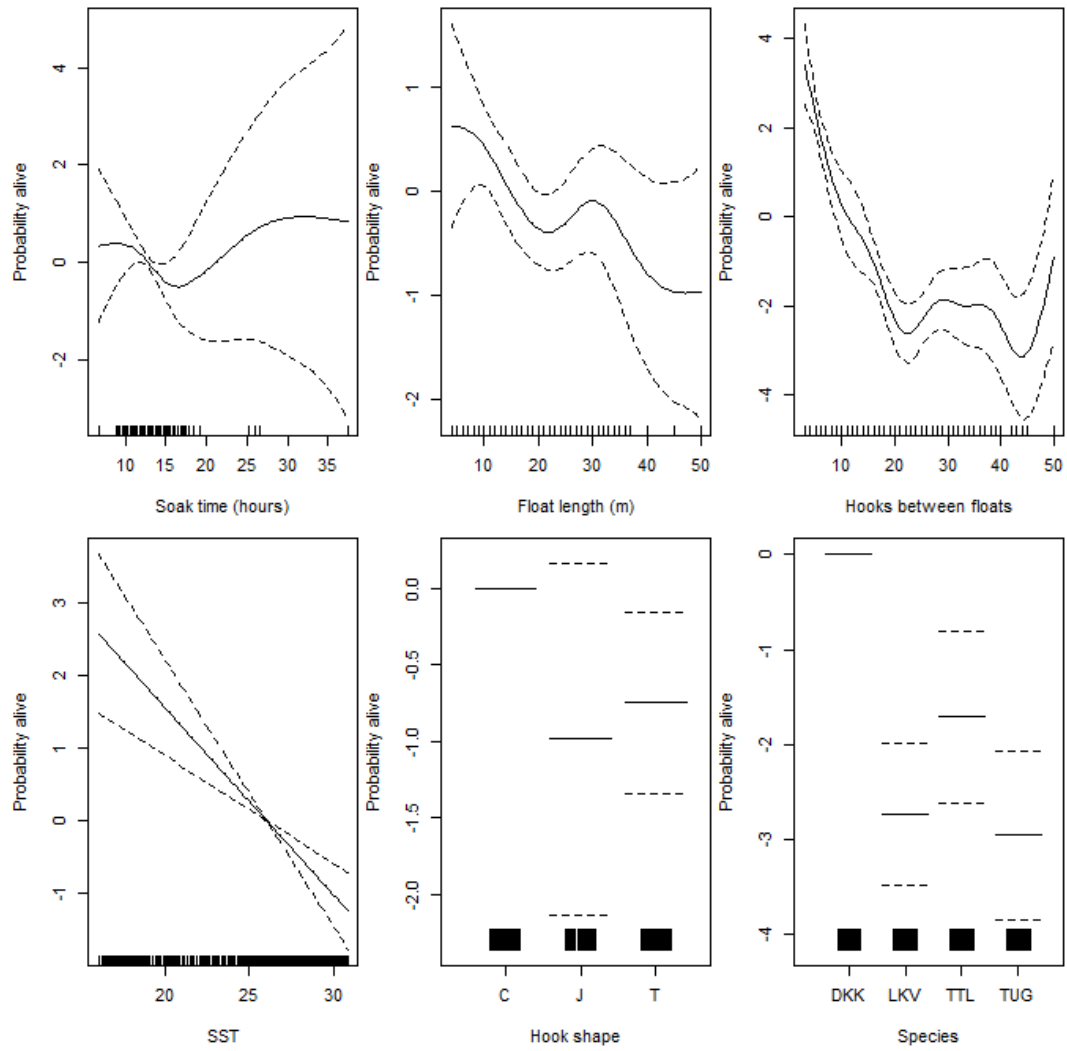 Probability alive
4
2
0
-2
10 15 20 25 30 35
Soak time (hours)
Probability alive
1
0
-1
-2
10 20 30 40 50
Float length (m)
Probability alive
4
2
0
-2
-4
10 20 30 40 50
Hooks between floats
Probability alive
3
2
1
0
-1
20 25 30
SST
Probability alive
0.0
-0.5
-1.0
-1.5
-2.0
C J T
Hook shape
Probability alive
0
-1
-2
-3
-4
DKK LKV TTL TUG
Species